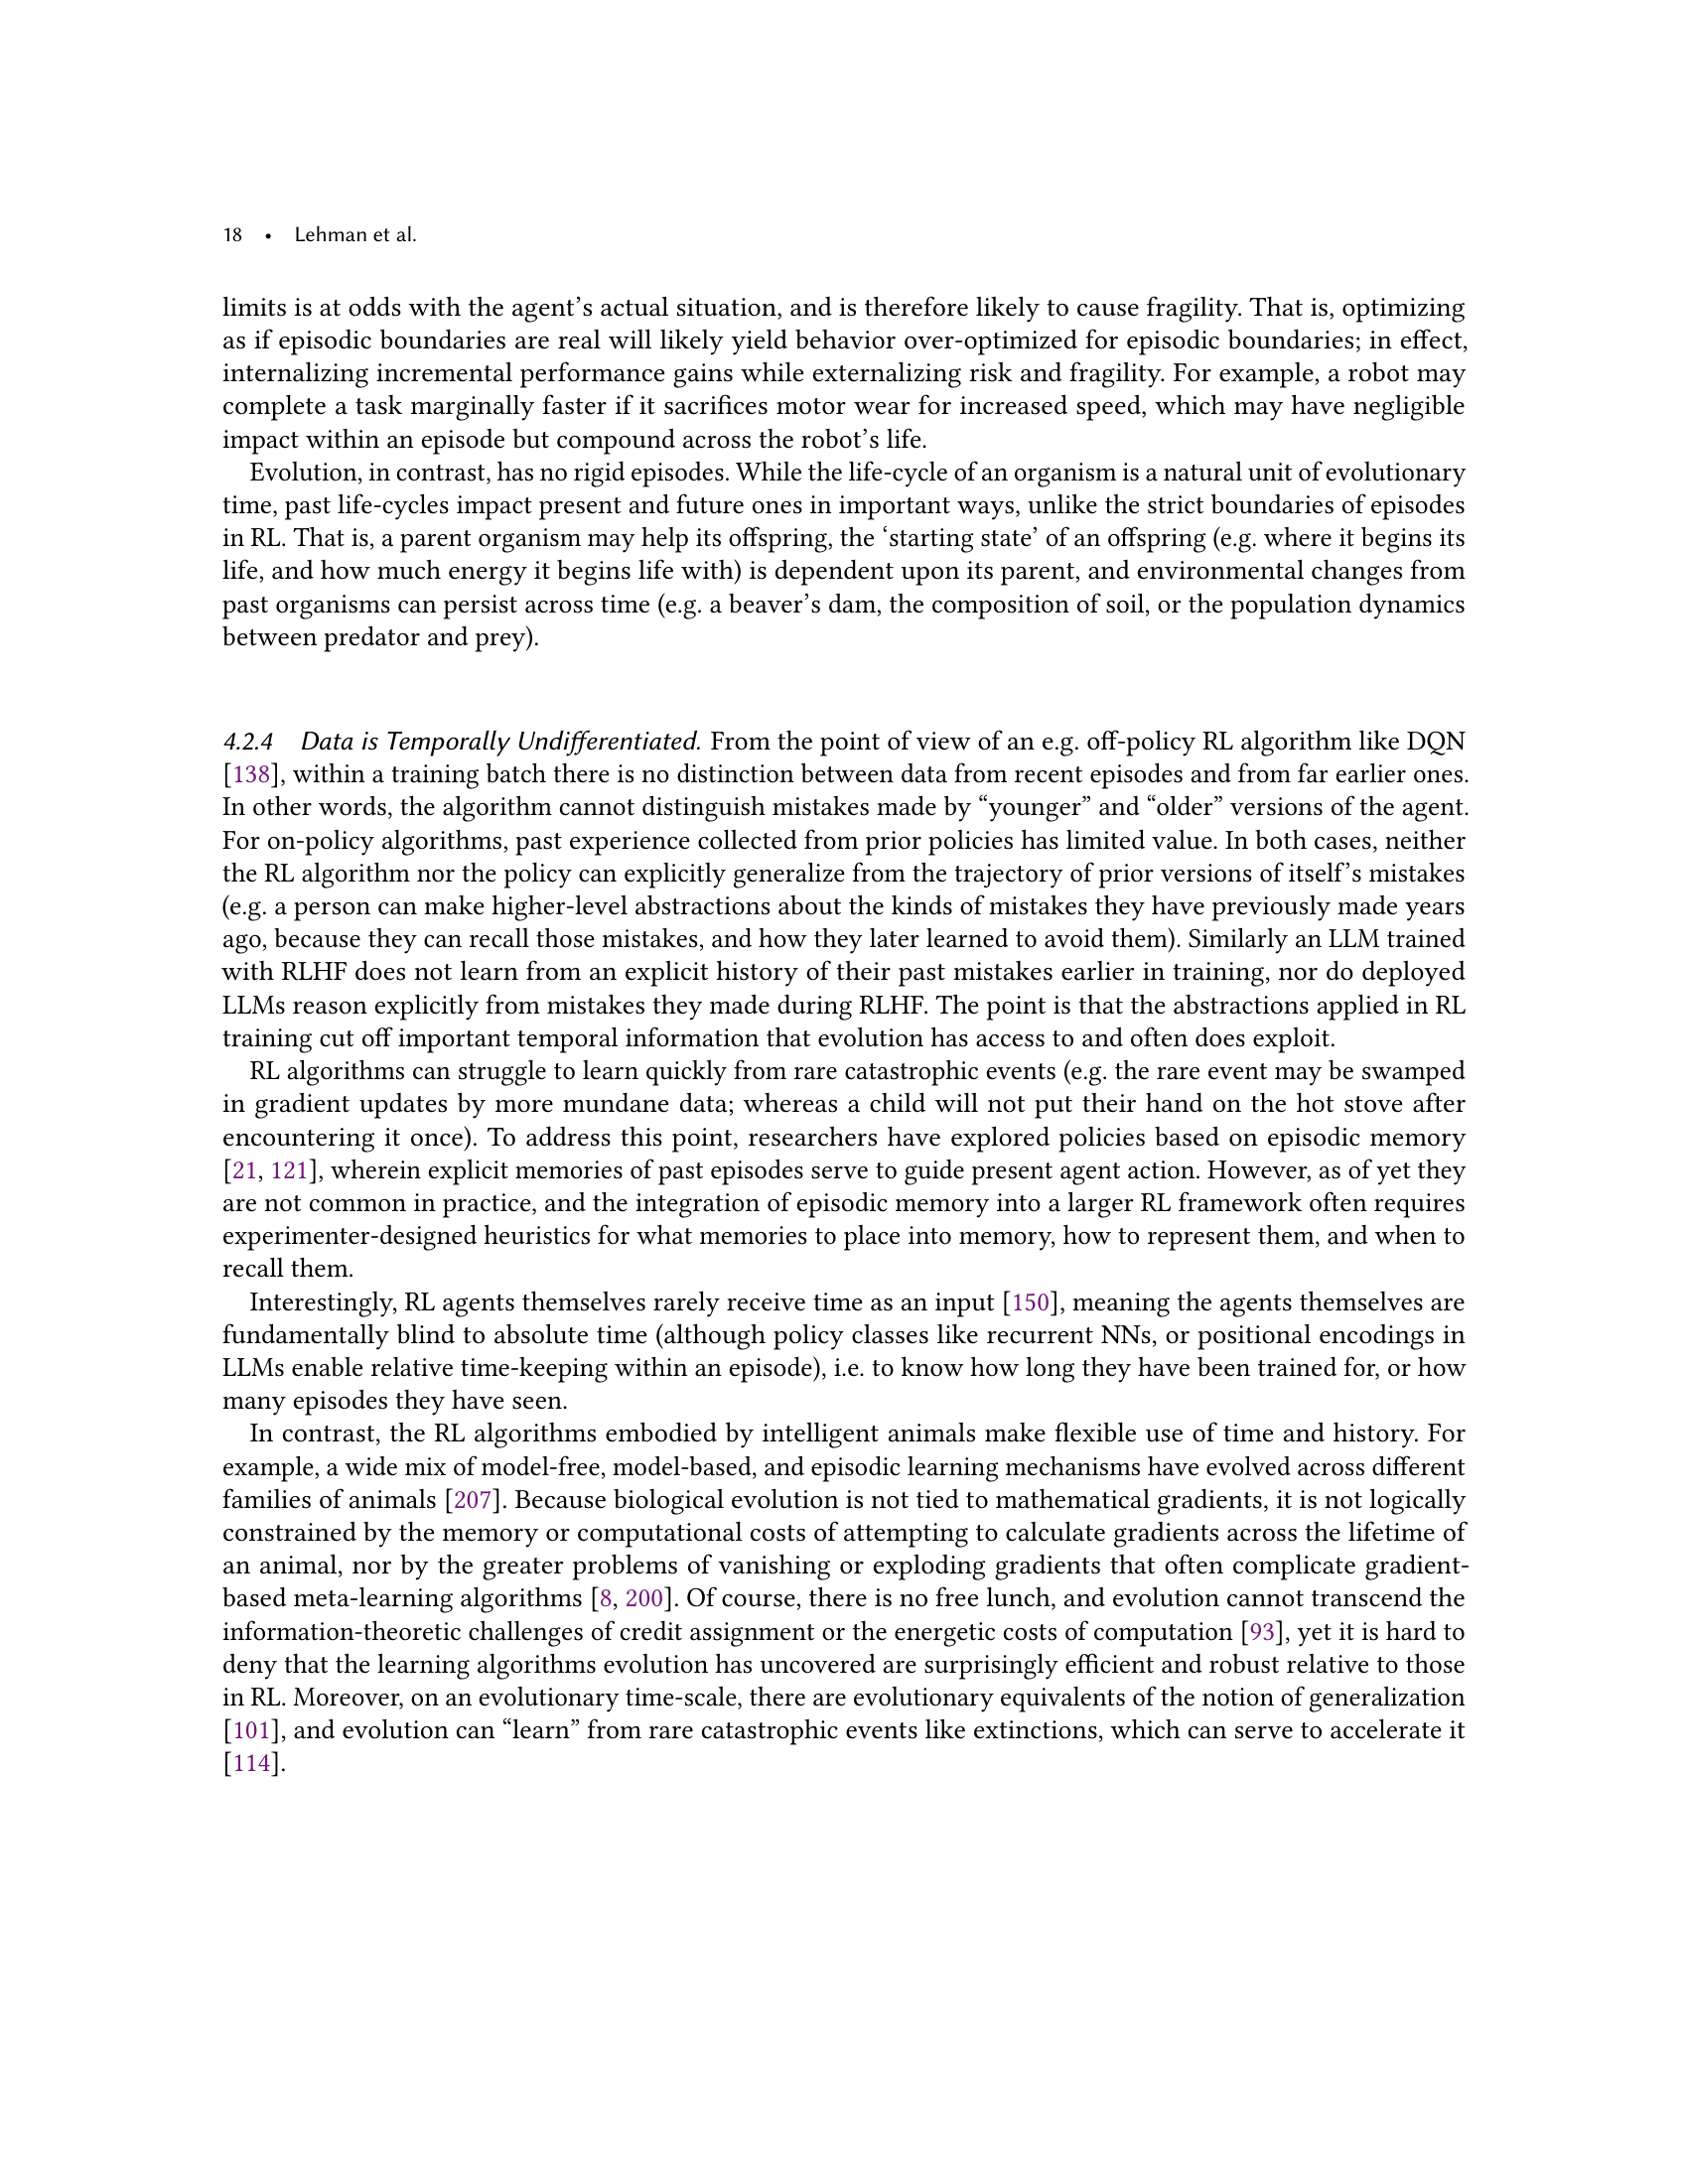 18 • Lehman et al.
limits is at odds with the agent's actual situation, and is therefore likely to cause fragility. That is, optimizing
as if episodic boundaries are real will likely yield behavior over-optimized for episodic boundaries; in effect,
internalizing incremental performance gains while externalizing risk and fragility. For example, a robot may
complete a task marginally faster if it sacrifices motor wear for increased speed, which may have negligible
impact within an episode but compound across the robot's life.
Evolution, in contrast, has no rigid episodes. While the life-cycle of an organism is a natural unit of evolutionary
time, past life-cycles impact present and future ones in important ways, unlike the strict boundaries of episodes
in RL. That is, a parent organism may help its offspring, the 'starting state' of an offspring (e.g. where it begins its
life, and how much energy it begins life with) is dependent upon its parent, and environmental changes from
past organisms can persist across time (e.g. a beaver's dam, the composition of soil, or the population dynamics
between predator and prey).
4.2.4 Data is Temporally Undifferentiated. From the point of view of an e.g. off-policy RL algorithm like DQN
[138], within a training batch there is no distinction between data from recent episodes and from far earlier ones.
In other words, the algorithm cannot distinguish mistakes made by “younger” and “older” versions of the agent.
For on-policy algorithms, past experience collected from prior policies has limited value. In both cases, neither
the RL algorithm nor the policy can explicitly generalize from the trajectory of prior versions of itself's mistakes
(e.g. a person can make higher-level abstractions about the kinds of mistakes they have previously made years
ago, because they can recall those mistakes, and how they later learned to avoid them). Similarly an LLM trained
with RLHF does not learn from an explicit history of their past mistakes earlier in training, nor do deployed
LLMs reason explicitly from mistakes they made during RLHF. The point is that the abstractions applied in RL
training cut off important temporal information that evolution has access to and often does exploit.
RL algorithms can struggle to learn quickly from rare catastrophic events (e.g. the rare event may be swamped
in gradient updates by more mundane data; whereas a child will not put their hand on the hot stove after
encountering it once). To address this point, researchers have explored policies based on episodic memory
[21, 121], wherein explicit memories of past episodes serve to guide present agent action. However, as of yet they
are not common in practice, and the integration of episodic memory into a larger RL framework often requires
experimenter-designed heuristics for what memories to place into memory, how to represent them, and when to
recall them.
Interestingly, RL agents themselves rarely receive time as an input [150], meaning the agents themselves are
fundamentally blind to absolute time (although policy classes like recurrent NNs, or positional encodings in
LLMs enable relative time-keeping within an episode), i.e. to know how long they have been trained for, or how
many episodes they have seen.
In contrast, the RL algorithms embodied by intelligent animals make flexible use of time and history. For
example, a wide mix of model-free, model-based, and episodic learning mechanisms have evolved across different
families of animals [207]. Because biological evolution is not tied to mathematical gradients, it is not logically
constrained by the memory or computational costs of attempting to calculate gradients across the lifetime of
an animal, nor by the greater problems of vanishing or exploding gradients that often complicate gradient-
based meta-learning algorithms [8, 200]. Of course, there is no free lunch, and evolution cannot transcend the
information-theoretic challenges of credit assignment or the energetic costs of computation [93], yet it is hard to
deny that the learning algorithms evolution has uncovered are surprisingly efficient and robust relative to those
in RL. Moreover, on an evolutionary time-scale, there are evolutionary equivalents of the notion of generalization
[101], and evolution can “learn” from rare catastrophic events like extinctions, which can serve to accelerate it
[114].